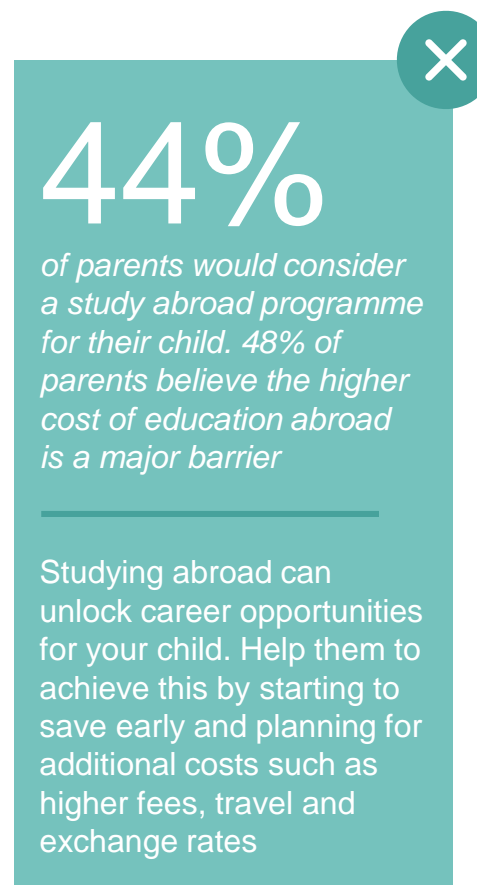 44%
of parents would consider
a study abroad programme
for their child. 48% of
parents believe the higher
cost of education abroad
is a major barrier
Studying abroad can
unlock career opportunities
for your child. Help them to
achieve this by starting to
save early and planning for
additional costs such as
higher fees, travel and
exchange rates